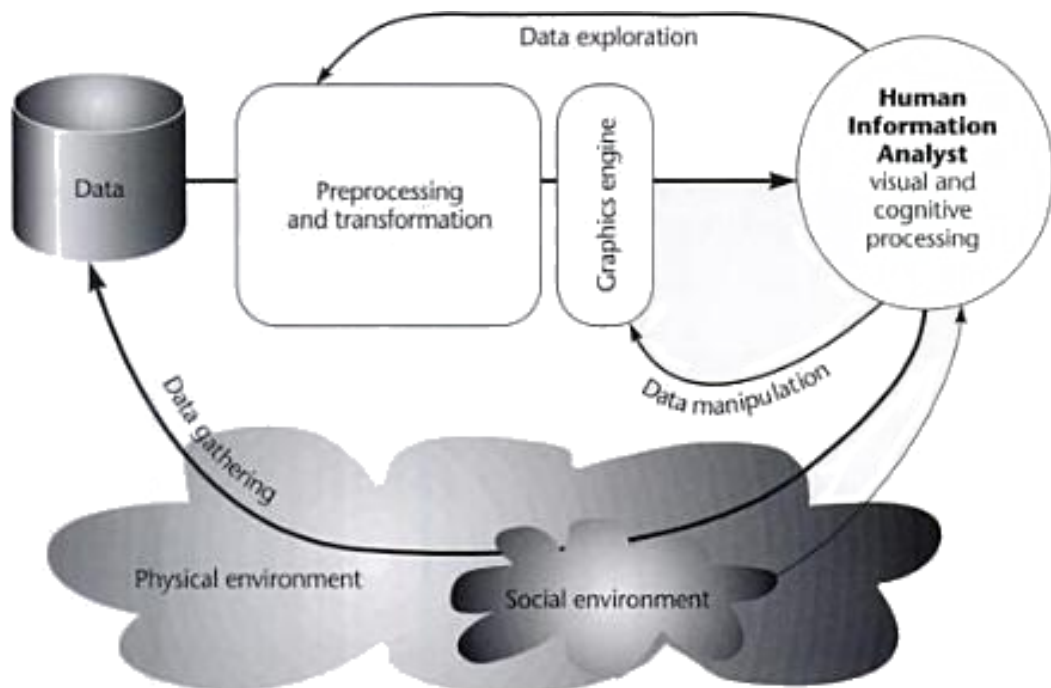 Data exploration
Human
Information
Analyst
visual and
cognitive
processing
Data
Preprocessing
and transformation
Graphics engine
Data manipulation
Data gathering
Physical environment
Social environment